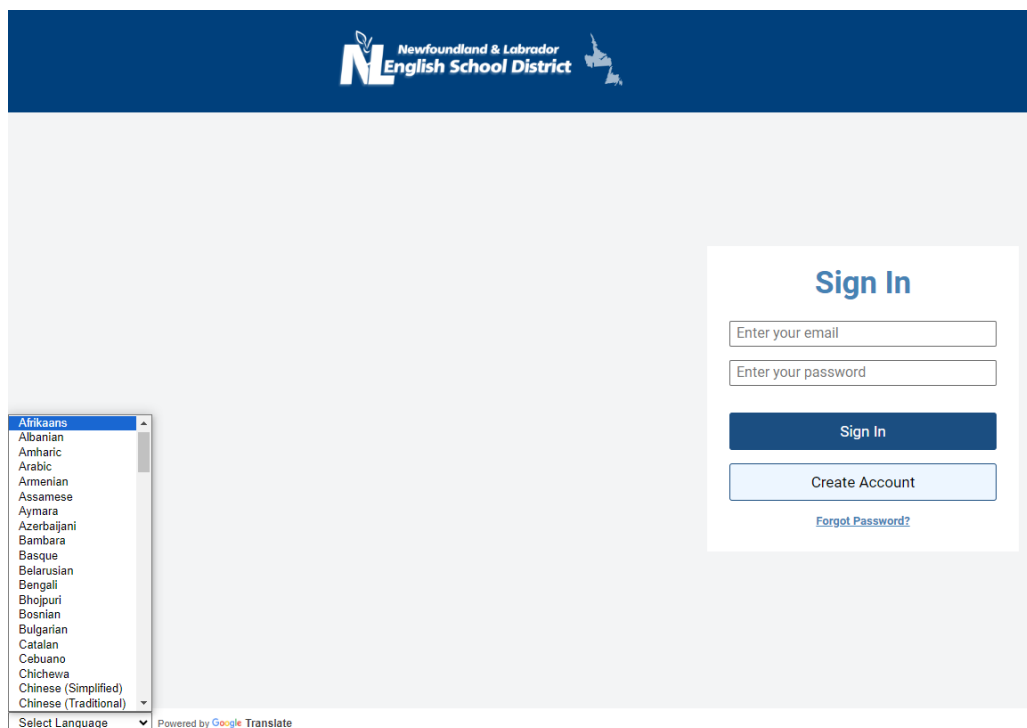 NL Newfoundland & Labrador
English School District
Sign In
Enter your email
Enter your password
Sign In
Create Account
Forgot Password?
Afrikaans
Albanian
Amharic
Arabic
Armenian
Assamese
Aymara
Azerbaijani
Bambara
Basque
Belarusian
Bengali
Bhojpuri
Bosnian
Bulgarian
Catalan
Cebuano
Chichewa
Chinese (Simplified)
Chinese (Traditional)
Select Language Powered by Google Translate